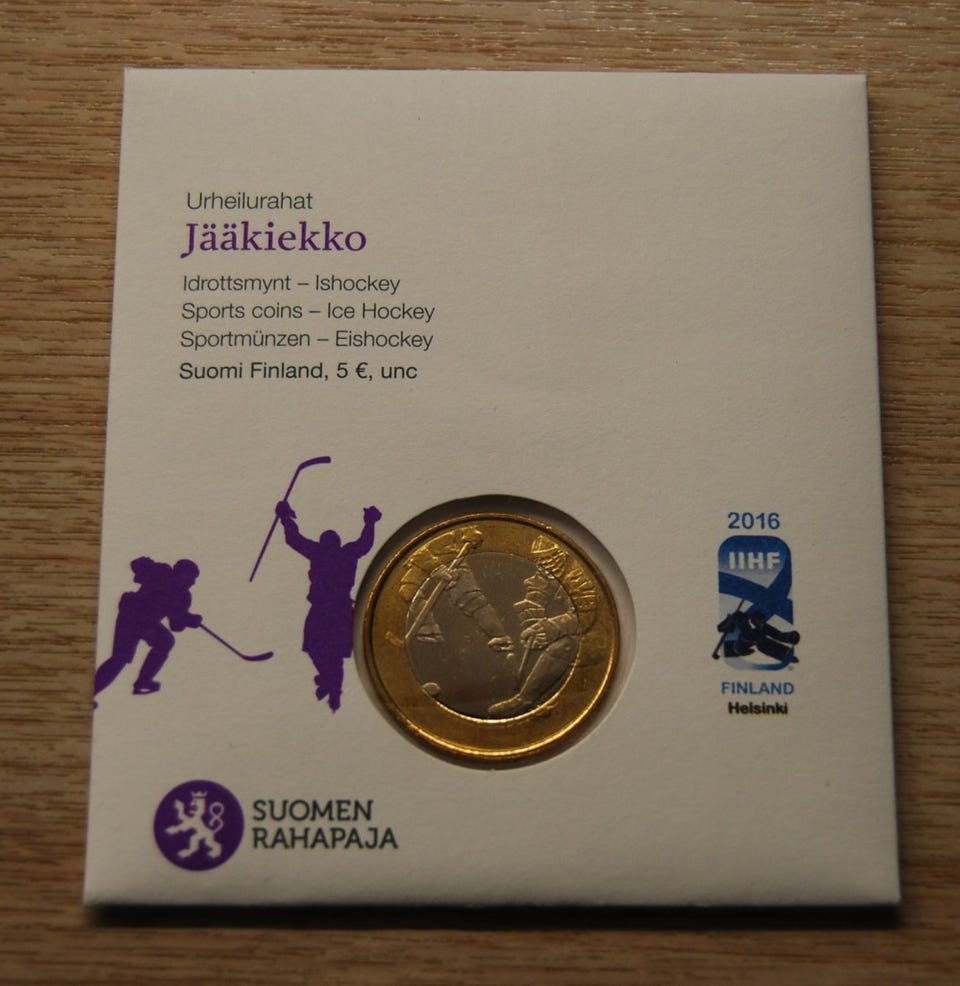 Urheilurahat
Jääkiekko
Idrottsmynt – Ishockey
Sports coins – Ice Hockey
Sportmünzen – Eishockey
Suomi Finland, 5 €, unc
2016
IIHF
FINLAND
Helsinki
SUOMEN
RAHAPAJA